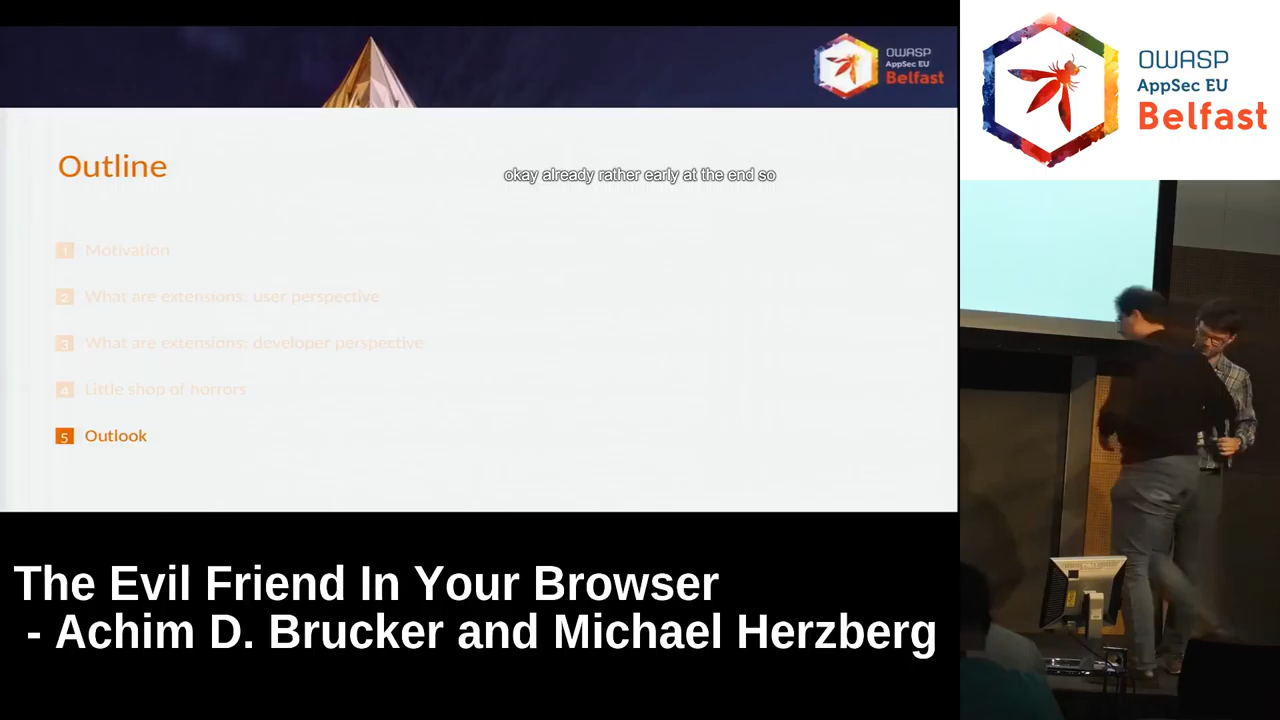 OWASP
AppSec EU
Belfast
OWASP
AppSec EU
Belfast
Outline
okay already rather early at the end so
1 Motivation
2 What are extensions: user perspective
3 What are extensions: developer perspective
4 Little shop of horrors
5 Outlook
The Evil Friend In Your Browser
- Achim D. Brucker and Michael Herzberg